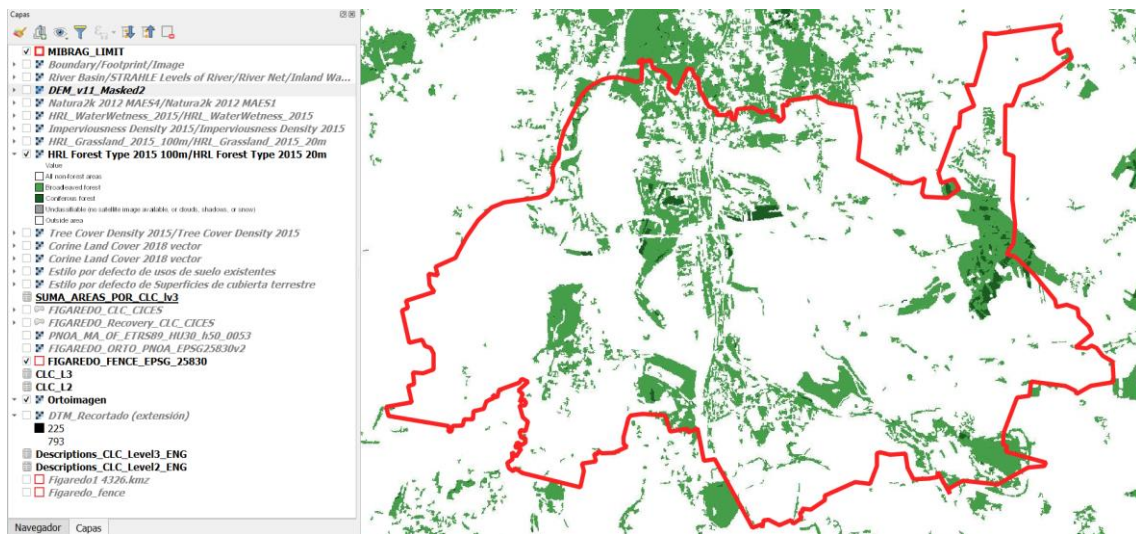 Capas
MIBRAG_LIMIT
Boundary/Footprint/Image
River Basin/STRAHLE Levels of River/River Net/Inland Wa...
DEM_v11_Masked2
Natura2k 2012 MAES4/Natura2k 2012 MAES1
HRL_WaterWetness_2015/HRL_WaterWetness_2015
Imperviousness Density 2015/Imperviousness Density 2015
HRL_Grassland_2015_100m/HRL_Grassland_2015_20m
HRL Forest Type 2015 100m/HRL Forest Type 2015 20m
Value
All non-forest areas
Broadleaved forest
Coniferous forest
Unclassifiable (no satellite image available, or clouds, shadows, or snow)
Outside area
Tree Cover Density 2015/Tree Cover Density 2015
Corine Land Cover 2018 vector
Corine Land Cover 2018 vector
Estilo por defecto de usos de suelo existentes
Estilo por defecto de Superficies de cubierta terrestre
SUMA_AREAS_POR_CLC_lv3
FIGAREDO_CLC_CICES
FIGAREDO_Recovery_CLC_CICES
PNOA_MA_OF_ETRS89_HU30_h50_0053
FIGAREDO_ORTO_PNOA_EPSG25830v2
FIGAREDO_FENCE_EPSG_25830
CLC_L3
CLC_L2
Ortoimagen
DTM_Recortado (extensión)
225
793
Descriptions_CLC_Level3_ENG
Descriptions_CLC_Level2_ENG
Figaredo1 4326.kmz
Figaredo_fence
Navegador Capas